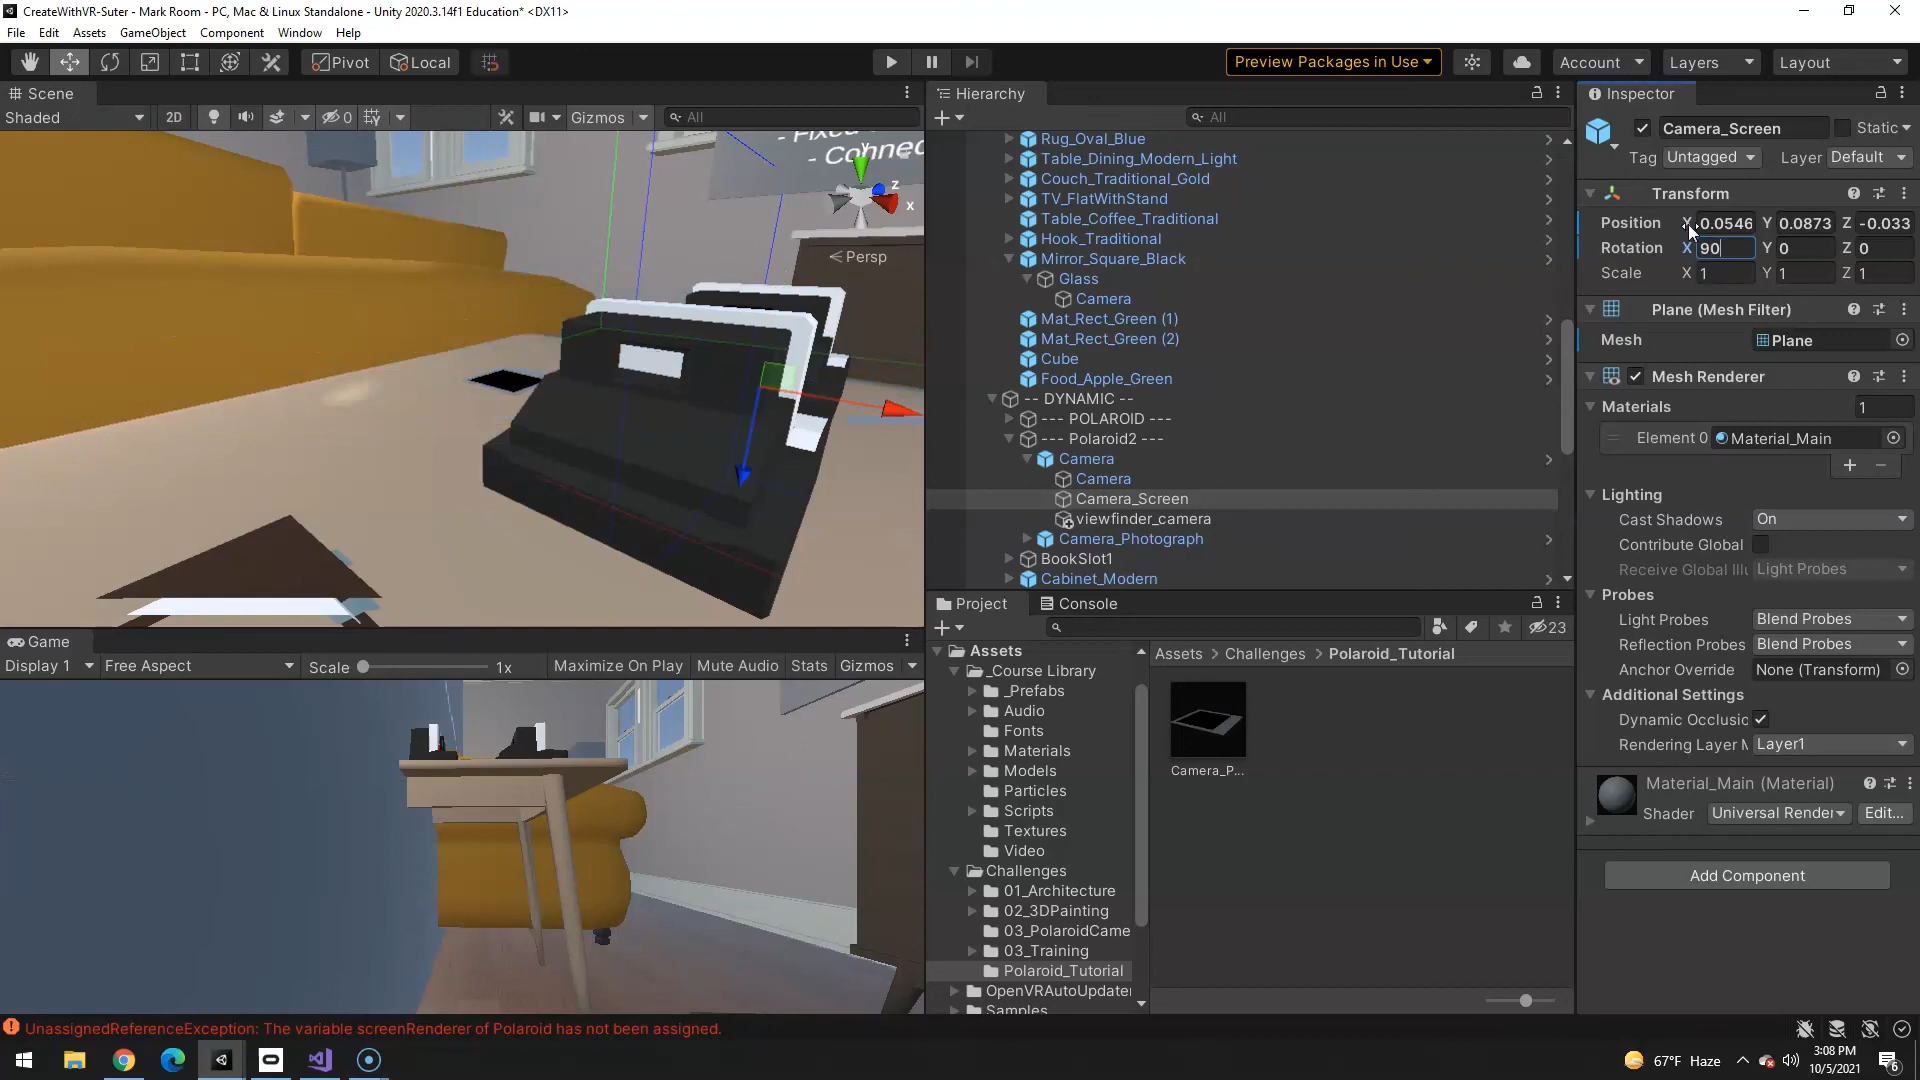 CreateWithVR-Suter - Mark Room - PC, Mac & Linux Standalone - Unity 2020.3.14f1 Education* <DX11>
File Edit Assets GameObject Component Window Help
Pivot Local Preview Packages in Use Account Layers Layout
Scene
Shaded 2D 0 Gizmos All
- Fixed
- Connec
y z x
Persp
Game
Display 1 Free Aspect Scale 1x Maximize On Play Mute Audio Stats Gizmos
Hierarchy
All
Rug_Oval_Blue
Table_Dining_Modern_Light
Couch_Traditional_Gold
TV_FlatWithStand
Table_Coffee_Traditional
Hook_Traditional
Mirror_Square_Black
Glass
Camera
Mat_Rect_Green (1)
Mat_Rect_Green (2)
Cube
Food_Apple_Green
-- DYNAMIC --
--- POLAROID ---
--- Polaroid2 ---
Camera
Camera
Camera_Screen
viewfinder_camera
Camera_Photograph
BookSlot1
Cabinet_Modern
Project Console
23
Assets
_Course Library
_Prefabs
Audio
Fonts
Materials
Models
Particles
Scripts
Textures
Video
Challenges
01_Architecture
02_3DPainting
03_PolaroidCame
03_Training
Polaroid_Tutorial
OpenVRAutoUpdater
Samples
Assets > Challenges > Polaroid_Tutorial
Camera_P...
Inspector
Camera_Screen Static
Tag Untagged Layer Default
Transform
Position X 0.0546 Y 0.0873 Z -0.033
Rotation X 90 Y 0 Z 0
Scale X 1 Y 1 Z 1
Plane (Mesh Filter)
Mesh Plane
Mesh Renderer
Materials 1
Element 0 Material_Main
Lighting
Cast Shadows On
Contribute Global
Receive Global Illu Light Probes
Probes
Light Probes Blend Probes
Reflection Probes Blend Probes
Anchor Override None (Transform)
Additional Settings
Dynamic Occlusic
Rendering Layer M Layer1
Material_Main (Material)
Shader Universal Render Edit...
Add Component
UnassignedReferenceException: The variable screenRenderer of Polaroid has not been assigned.
67°F Haze
3:08 PM
10/5/2021
6